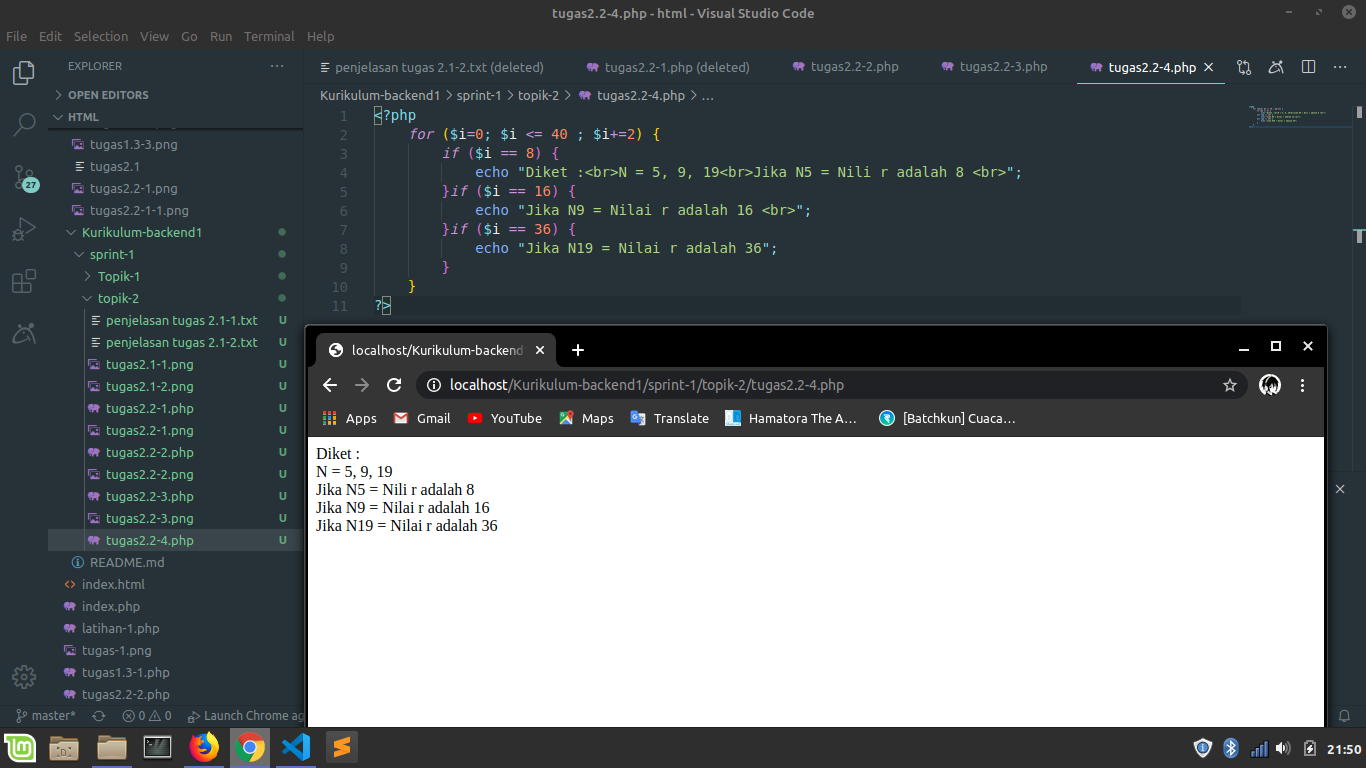 tugas2.2-4.php - html - Visual Studio Code
File Edit Selection View Go Run Terminal Help
EXPLORER
OPEN EDITORS
HTML
tugas1.3-3.png
tugas2.1
tugas2.2-1.png
tugas2.2-1-1.png
Kurikulum-backend1
sprint-1
Topik-1
topik-2
penjelasan tugas 2.1-1.txt U
penjelasan tugas 2.1-2.txt U
tugas2.1-1.png U
tugas2.1-2.png U
tugas2.2-1.php U
tugas2.2-1.png U
tugas2.2-2.php U
tugas2.2-2.png U
tugas2.2-3.php U
tugas2.2-3.png U
tugas2.2-4.php U
README.md
index.html
index.php
latihan-1.php
tugas-1.png
tugas1.3-1.php
tugas2.2-2.php
27
penjelasan tugas 2.1-2.txt (deleted) tugas2.2-1.php (deleted) tugas2.2-2.php tugas2.2-3.php tugas2.2-4.php
Kurikulum-backend1 > sprint-1 > topik-2 > tugas2.2-4.php > ...
1 <?php
2 for ($i=0; $i <= 40 ; $i+=2) {
3 if ($i == 8) {
4 echo "Diket :<br>N = 5, 9, 19<br>Jika N5 = Nili r adalah 8 <br>";
5 }if ($i == 16) {
6 echo "Jika N9 = Nilai r adalah 16 <br>";
7 }if ($i == 36) {
8 echo "Jika N19 = Nilai r adalah 36";
9 }
10 }
11 ?>
localhost/Kurikulum-backend
localhost/Kurikulum-backend1/sprint-1/topik-2/tugas2.2-4.php
Apps Gmail YouTube Maps Translate Hamatora The A... [Batchkun] Cuaca...
Diket :
N = 5, 9, 19
Jika N5 = Nili r adalah 8
Jika N9 = Nilai r adalah 16
Jika N19 = Nilai r adalah 36
master* 0 0 Launch Chrome ag
21:50